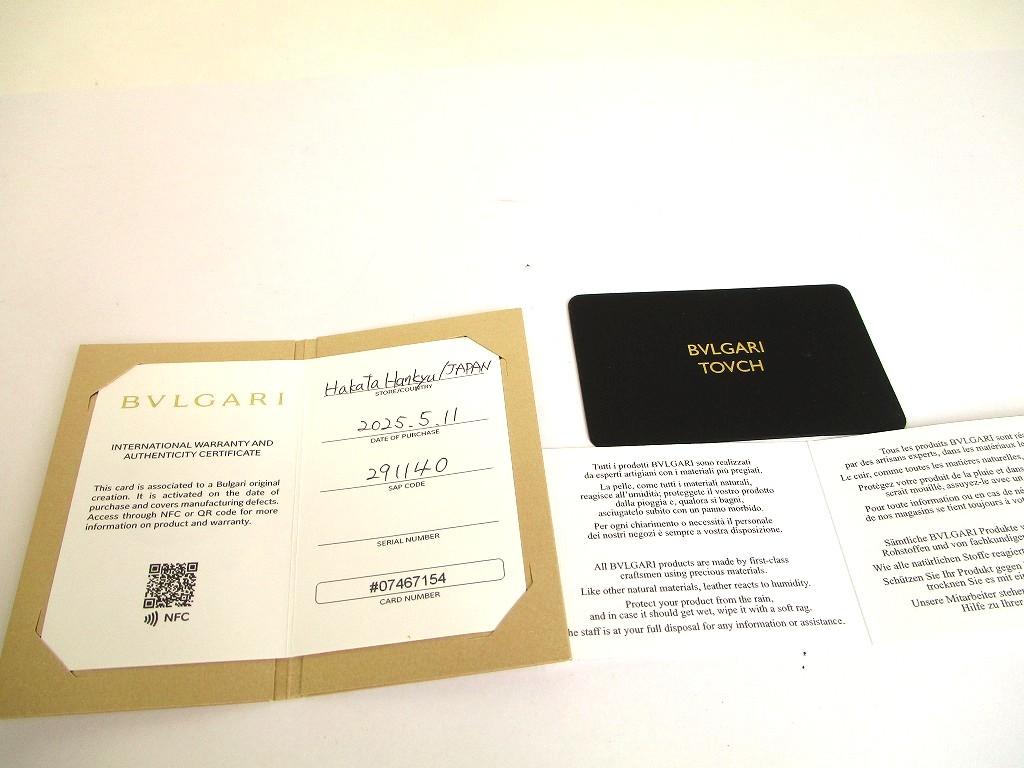 BVLGARI
INTERNATIONAL WARRANTY AND
AUTHENTICITY CERTIFICATE
This card is associated to a Bulgari original
creation. It is activated on the date of
purchase and covers manufacturing defects.
Access through NFC or QR code for more
information on product and warranty.
NFC
Hakata Hankyu/JAPAN
STORE/COUNTRY
2025.5.11
DATE OF PURCHASE
291140
SAP CODE
SERIAL NUMBER
#07467154
CARD NUMBER
BVLGARI
TOVCH
Tutti i prodotti BVLGARI sono realizzati
da esperti artigiani con i materiali più pregiati,
La pelle, come tutti i materiali naturali,
reagisce all'umidità; proteggete il vostro prodotto
dalla pioggia e, qualora si bagni,
asciugatelo subito con un panno morbido.
Per ogni chiarimento o necessità il personale
dei nostri negozi è sempre a vostra disposizione.
All BVLGARI products are made by first-class
craftsmen using precious materials.
Like other natural materials, leather reacts to humidity.
Protect your product from the rain,
and in case it should get wet, wipe it with a soft rag.
he staff is at your full disposal for any information or assistance.
Tous les produits BVLGARI sont ré
par des artisans experts, dans les matériaux le
Le cuir, comme toutes les matières naturelles,
Protégez votre produit de la pluie et dans
serait mouillé, assuyez-le avec un
Pour toute information ou en cas de né
de nos magasins se tient toujours à vot
Sämtliche BVLGARI Produkte v
Rohstoffen und von fachkundige
Wie alle natürlichen Stoffe reagier
Schützen Sie Ihr Produkt gegen
trocknen Sie es mit ei
Unsere Mitarbeiter stehe
Hilfe zu Ihrer